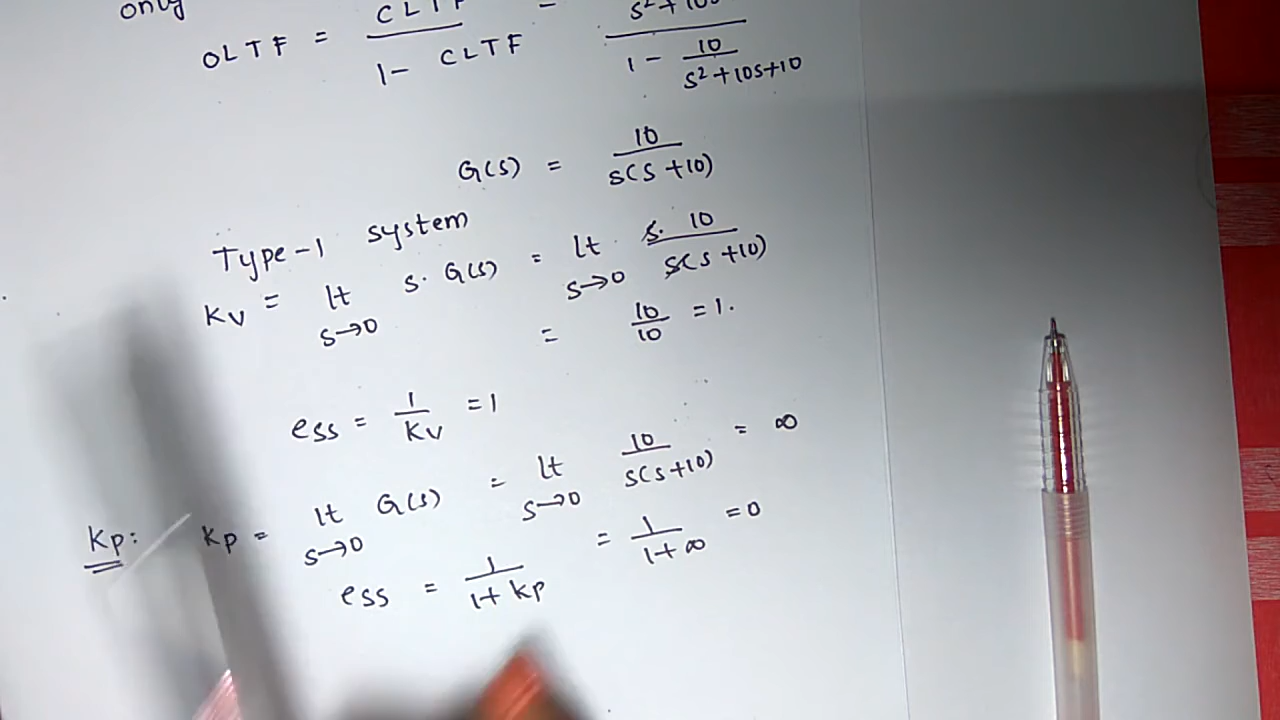 only
OLTF = CLTF / 1 - CLTF = / 1 - 10 / s²+10s+10
G(s) = 10 / s(s+10)
Type-1 system
Kv = lt s→0 s. G(s) = lt s→0 s. 10 / s(s+10)
= 10/10 = 1.
ess = 1/Kv = 1
Kp: Kp = lt s→0 G(s) = lt s→0 10 / s(s+10) = ∞
ess = 1 / 1+Kp = 1 / 1+∞ = 0